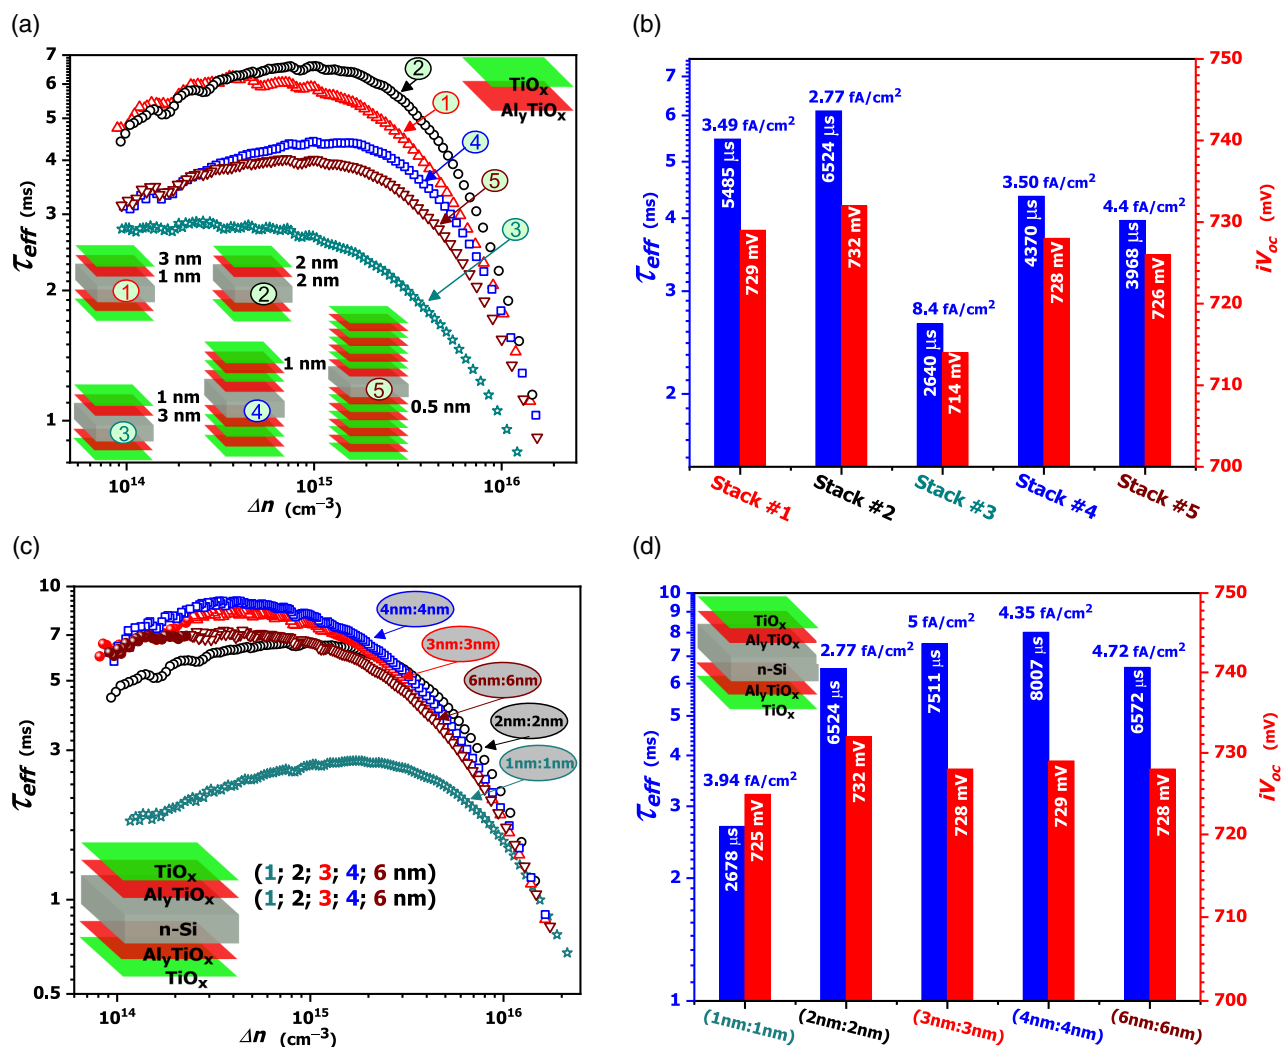 (a)
7
6
5
4
3
2
1
τeff (ms)
10^14
10^15
10^16
Δn (cm−3)
2
1
4
5
3
TiOx
AlyTiOx
3 nm
1 nm
1
2 nm
2 nm
2
1 nm
3 nm
3
1 nm
4
0.5 nm
5
(b)
7
6
5
4
3
2
τeff (ms)
3.49 fA/cm2
5485 μs
729 mV
2.77 fA/cm2
6524 μs
732 mV
8.4 fA/cm2
2640 μs
714 mV
3.50 fA/cm2
4370 μs
728 mV
4.4 fA/cm2
3968 μs
726 mV
750
740
730
720
710
700
iVoc (mV)
Stack #1
Stack #2
Stack #3
Stack #4
Stack #5
(c)
10
7
5
3
1
0.5
τeff (ms)
10^14
10^15
10^16
Δn (cm−3)
4nm:4nm
3nm:3nm
6nm:6nm
2nm:2nm
1nm:1nm
TiOx
AlyTiOx
n-Si
AlyTiOx
TiOx
(1; 2; 3; 4; 6 nm)
(1; 2; 3; 4; 6 nm)
(d)
10
9
8
7
6
5
4
3
2
1
τeff (ms)
TiOx
AlyTiOx
n-Si
AlyTiOx
TiOx
3.94 fA/cm2
2678 μs
725 mV
2.77 fA/cm2
6524 μs
732 mV
5 fA/cm2
7511 μs
728 mV
4.35 fA/cm2
8007 μs
729 mV
4.72 fA/cm2
6572 μs
728 mV
750
740
730
720
710
700
iVoc (mV)
(1nm:1nm)
(2nm:2nm)
(3nm:3nm)
(4nm:4nm)
(6nm:6nm)